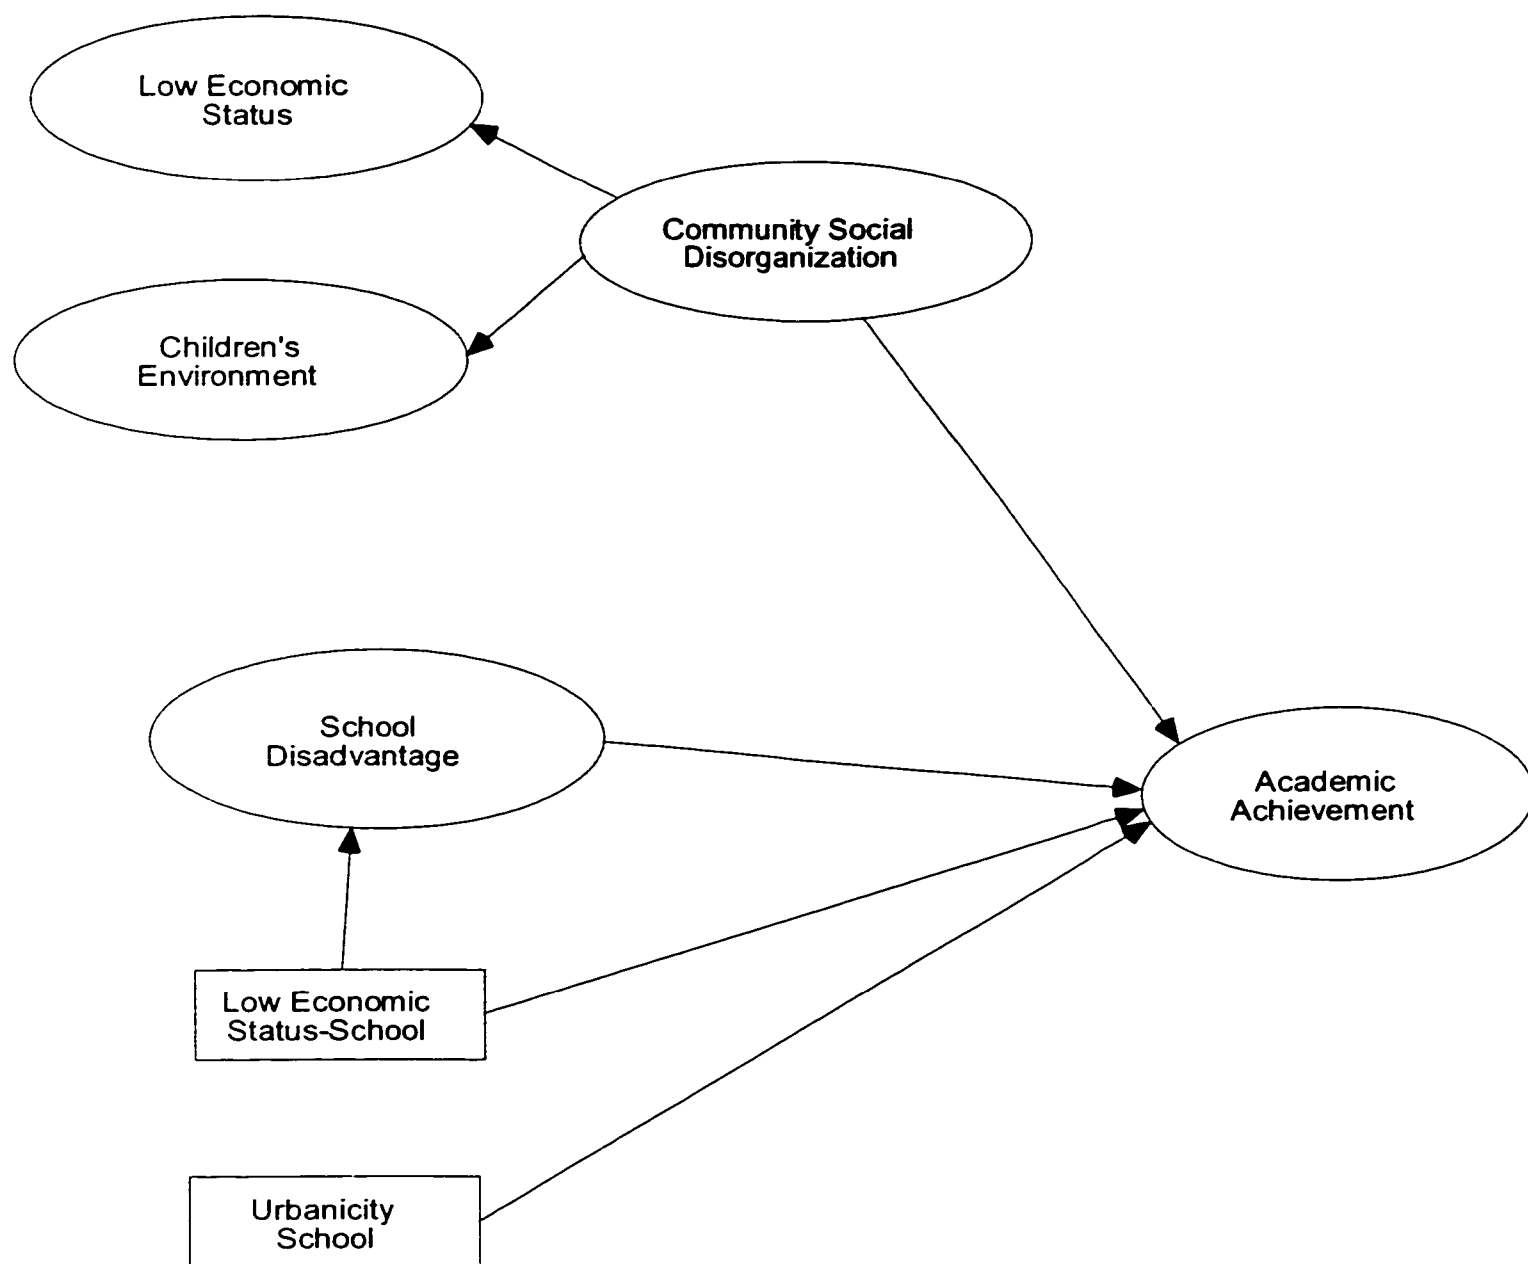 Low Economic
Status
Community Social
Disorganization
Children's
Environment
School
Disadvantage
Academic
Achievement
Low Economic
Status-School
Urbanicity
School